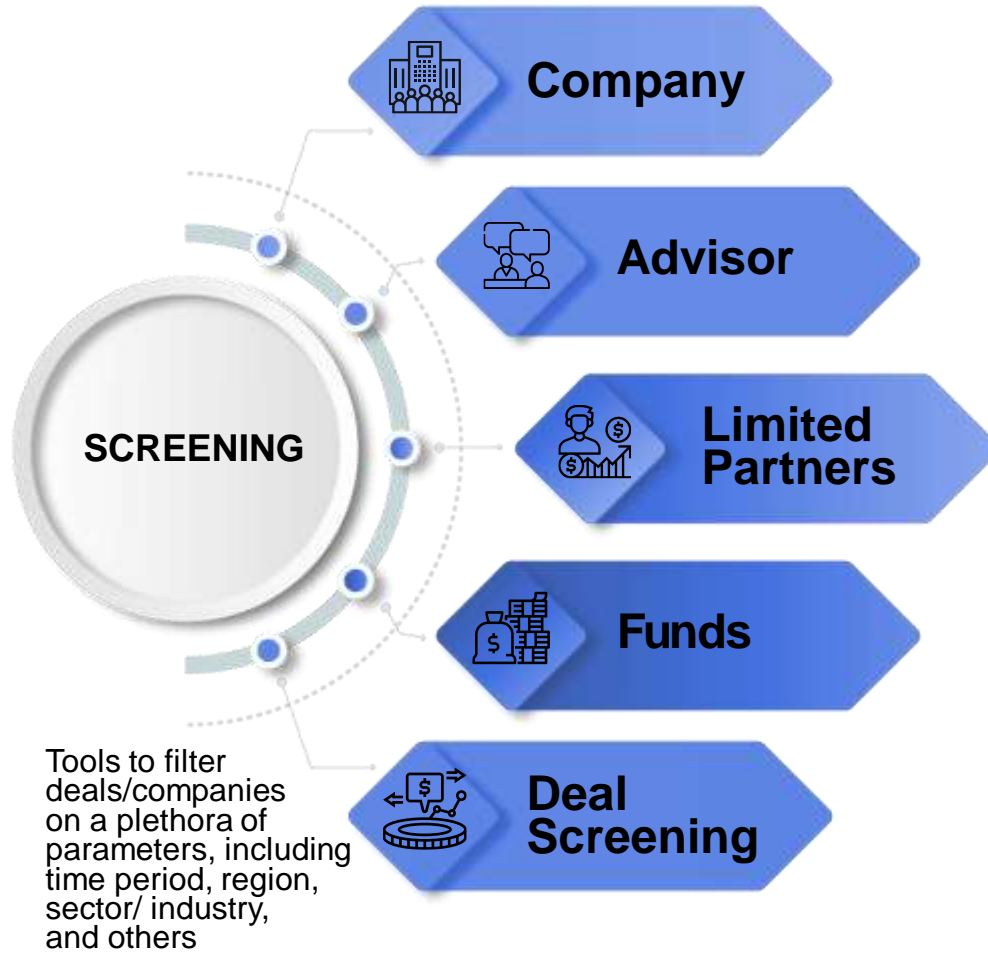 Company
Advisor
SCREENING
Limited
Partners
Funds
Deal
Screening
Tools to filter
deals/companies
on a plethora of
parameters, including
time period, region,
sector/ industry,
and others